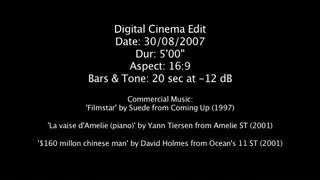 Digital Cinema Edit
Date: 30/08/2007
Dur: 5'00"
Aspect: 16:9
Bars & Tone: 20 sec at -12 dB
Commercial Music:
'Filmstar' by Suede from Coming Up (1997)
'La vaise d'Amelie (piano)' by Yann Tiersen from Amelie ST (2001)
'$160 millon chinese man' by David Holmes from Ocean's 11 ST (2001)